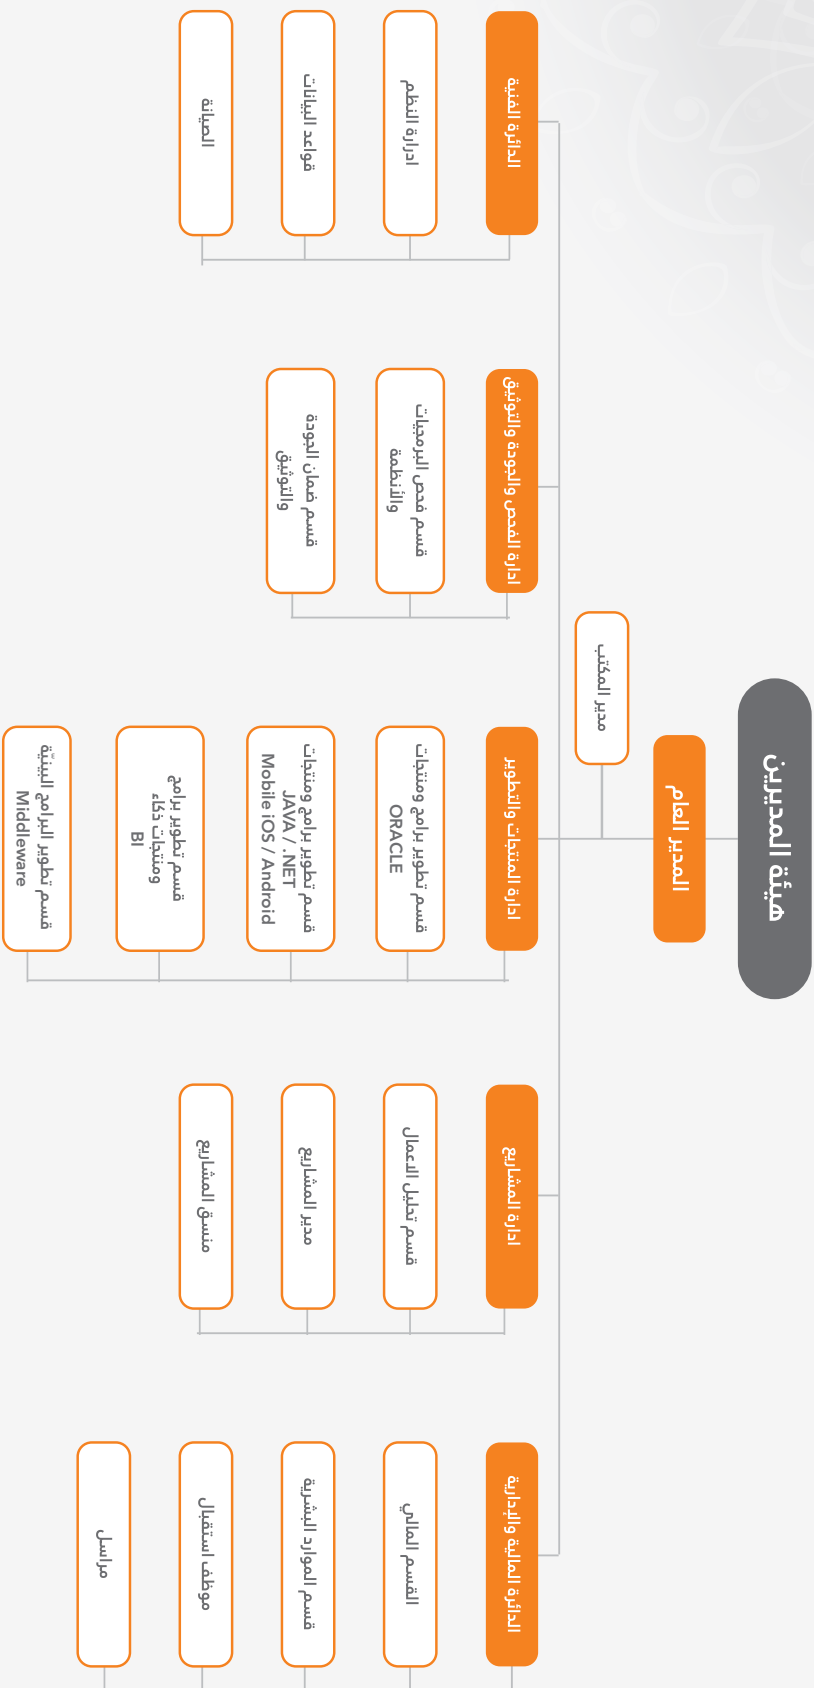 هيئة المديرين
المدير العام
مدير المكتب
الدائرة المالية والإدارية
القسم المالي
قسم الموارد البشرية
موظف استقبال
مراسل
ادارة المشاريع
قسم تحليل الاعمال
مدير المشاريع
منسق المشاريع
ادارة المنتجات والتطوير
قسم تطوير برامج ومنتجات
ORACLE
قسم تطوير برامج ومنتجات
JAVA / .NET
Mobile iOS / Android
قسم تطوير برامج
ومنتجات ذكاء
BI
قسم تطوير البرامج البينيّة
Middleware
ادارة الفحص والجودة والتوثيق
قسم فحص البرمجيات
والأنظمة
قسم ضمان الجودة
والتوثيق
الدائرة الفنية
ادرارة النظم
قواعد البيانات
الصيانة